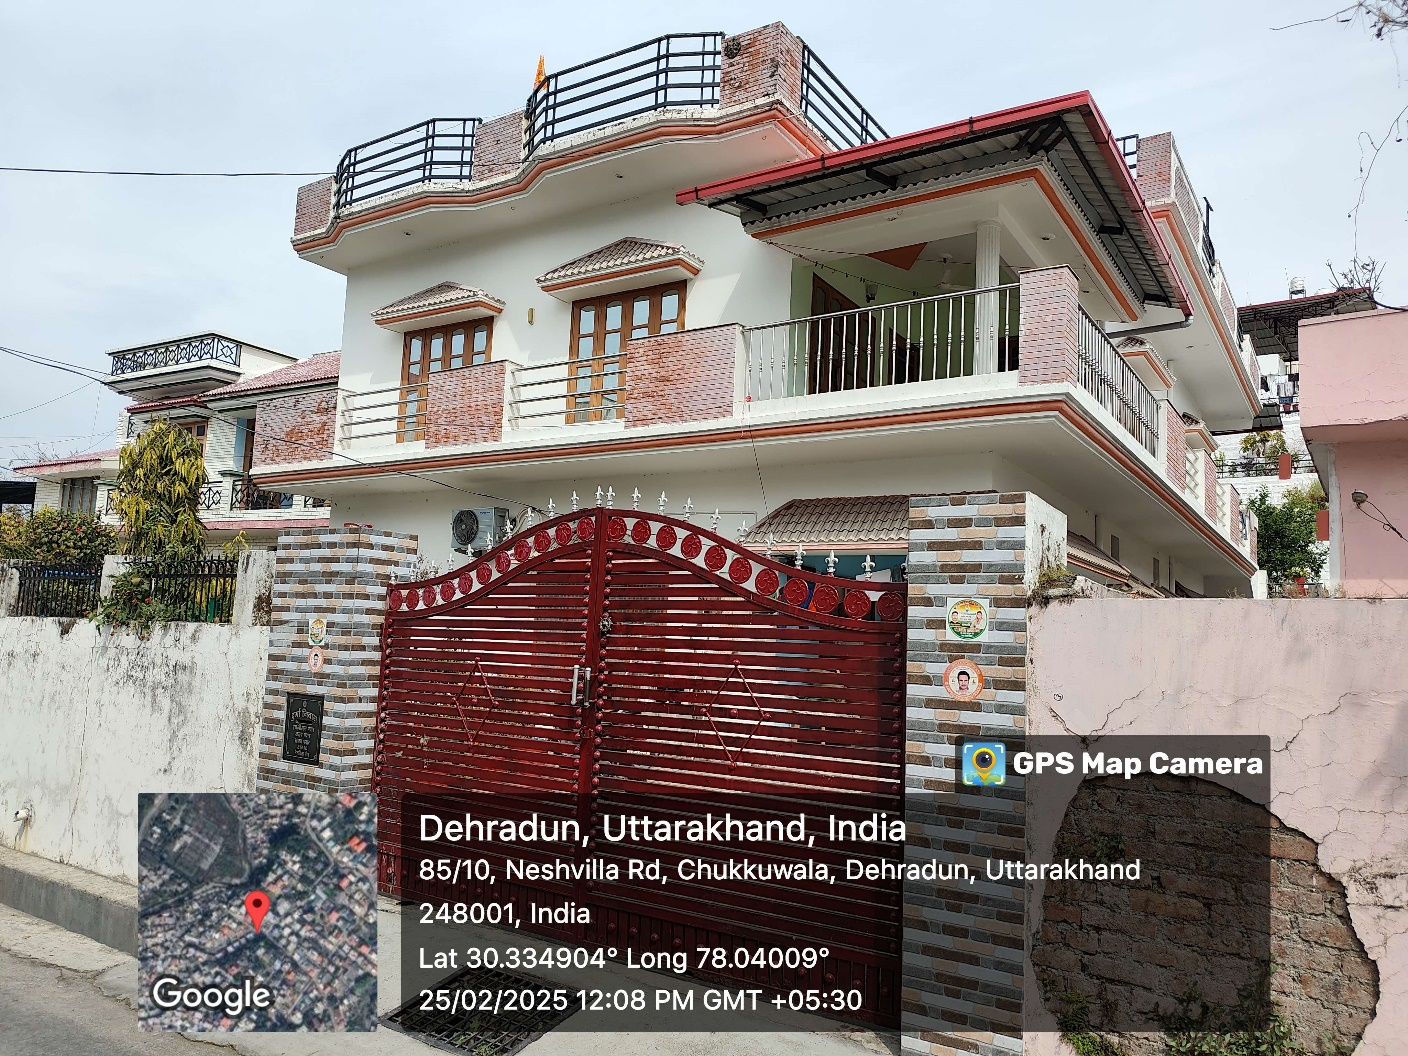 GPS Map Camera
Dehradun, Uttarakhand, India
85/10, Neshvilla Rd, Chukkuwala, Dehradun, Uttarakhand
248001, India
Lat 30.334904° Long 78.04009°
25/02/2025 12:08 PM GMT +05:30
Google